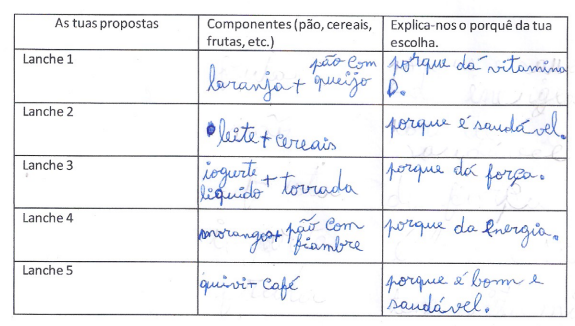 As tuas propostas
Componentes (pão, cereais,
frutas, etc.)
Explica-nos o porquê da tua
escolha.
Lanche 1
laranja + pão com
queijo
porque dá vitamina
D.
Lanche 2
leite + cereais
porque é saudável.
Lanche 3
iogurte
líquido + torrada
porque dá força.
Lanche 4
morangos + pão com
fiambre
porque da energia.
Lanche 5
quivi + café
porque é bom e
saudável.